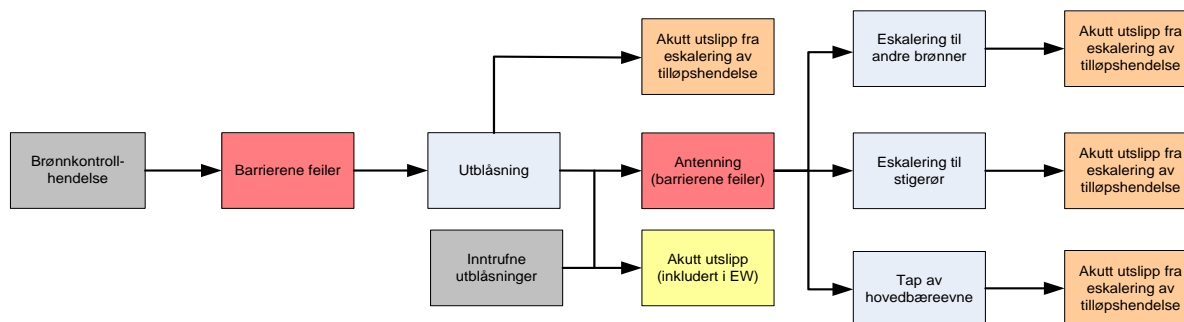 Akutt utslipp fra
eskalering av
tilløpshendelse
Eskalering til
andre brønner
Akutt utslipp fra
eskalering av
tilløpshendelse
Brønnkontroll-
hendelse
Barrierene feiler
Utblåsning
Antenning
(barrierene feiler)
Eskalering til
stigerør
Akutt utslipp fra
eskalering av
tilløpshendelse
Inntrufne
utblåsninger
Akutt utslipp
(inkludert i EW)
Tap av
hovedbæreevne
Akutt utslipp fra
eskalering av
tilløpshendelse